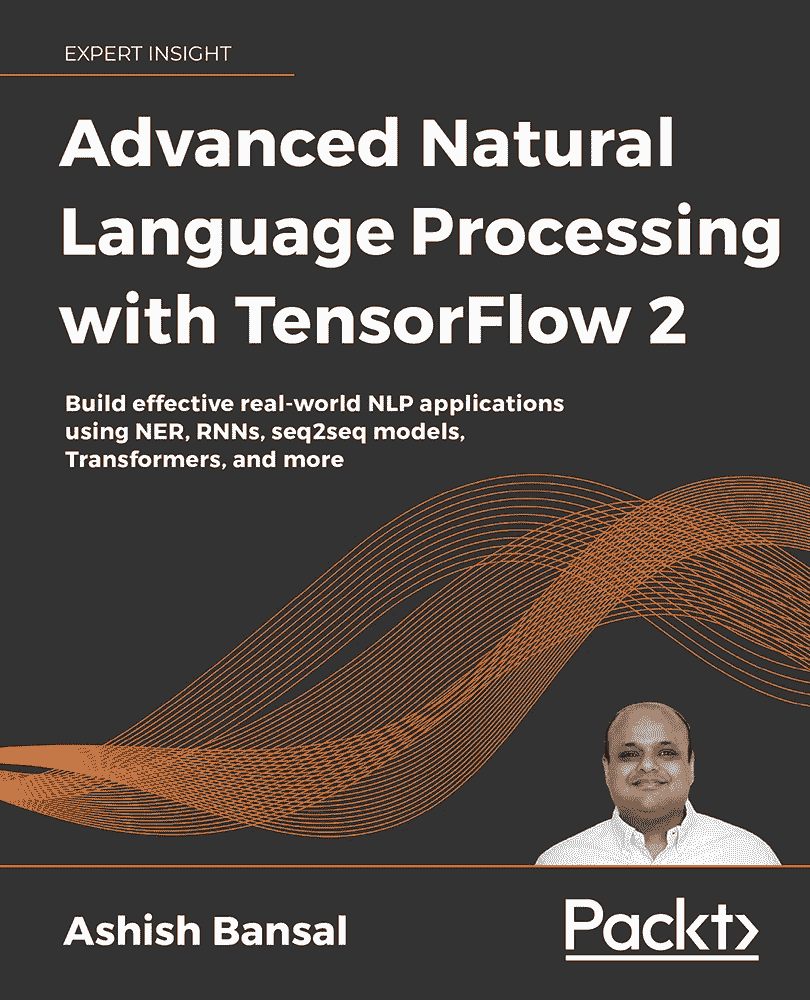 EXPERT INSIGHT
Advanced Natural
Language Processing
with TensorFlow 2
Build effective real-world NLP applications
using NER, RNNs, seq2seq models,
Transformers, and more
Ashish Bansal
Packt